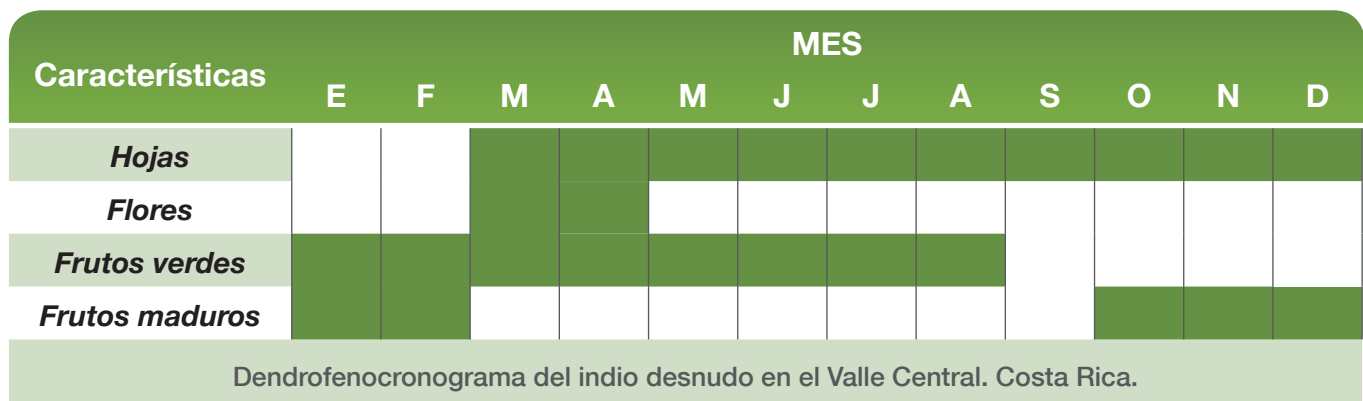 MES
Características
E F M A M J J A S O N D
Hojas
Flores
Frutos verdes
Frutos maduros
Dendrofenocronograma del indio desnudo en el Valle Central. Costa Rica.